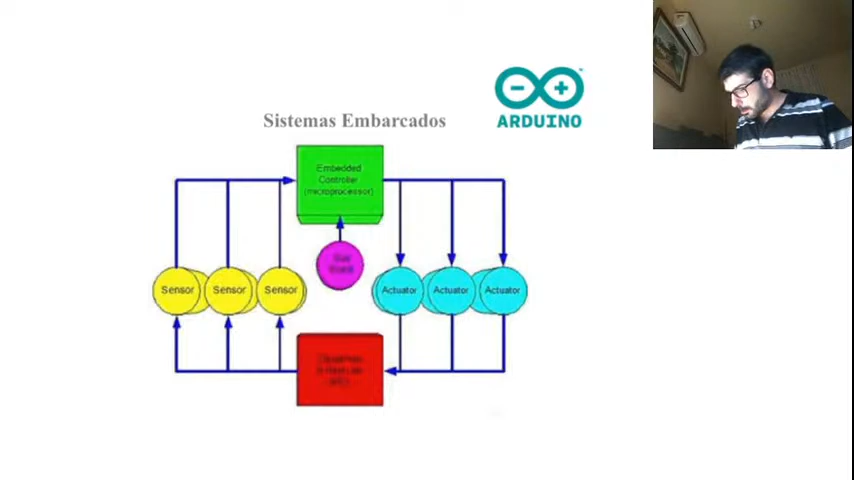 Sistemas Embarcados
ARDUINO
Embedded
Controller
(microprocessor)
Sensor
Sensor
Sensor
Actuator
Actuator
Actuator